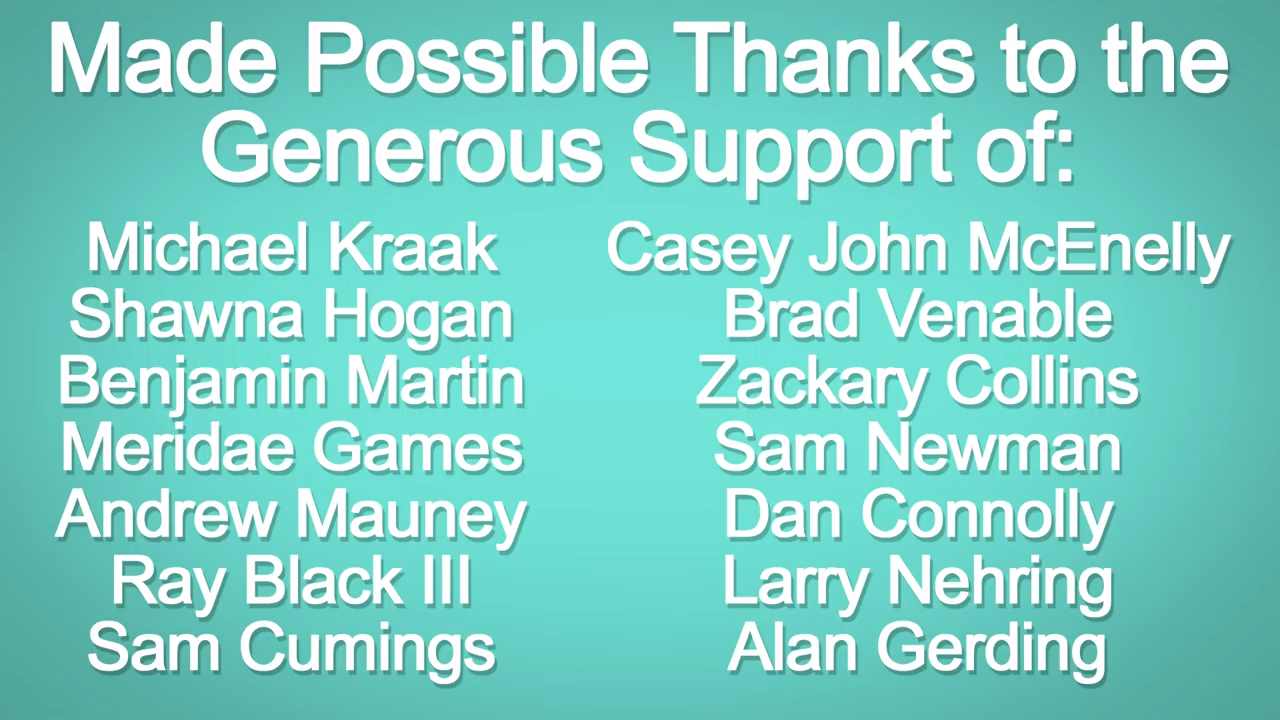 Made Possible Thanks to the
Generous Support of:
Michael Kraak
Shawna Hogan
Benjamin Martin
Meridae Games
Andrew Mauney
Ray Black III
Sam Cumings
Casey John McEnelly
Brad Venable
Zackary Collins
Sam Newman
Dan Connolly
Larry Nehring
Alan Gerding